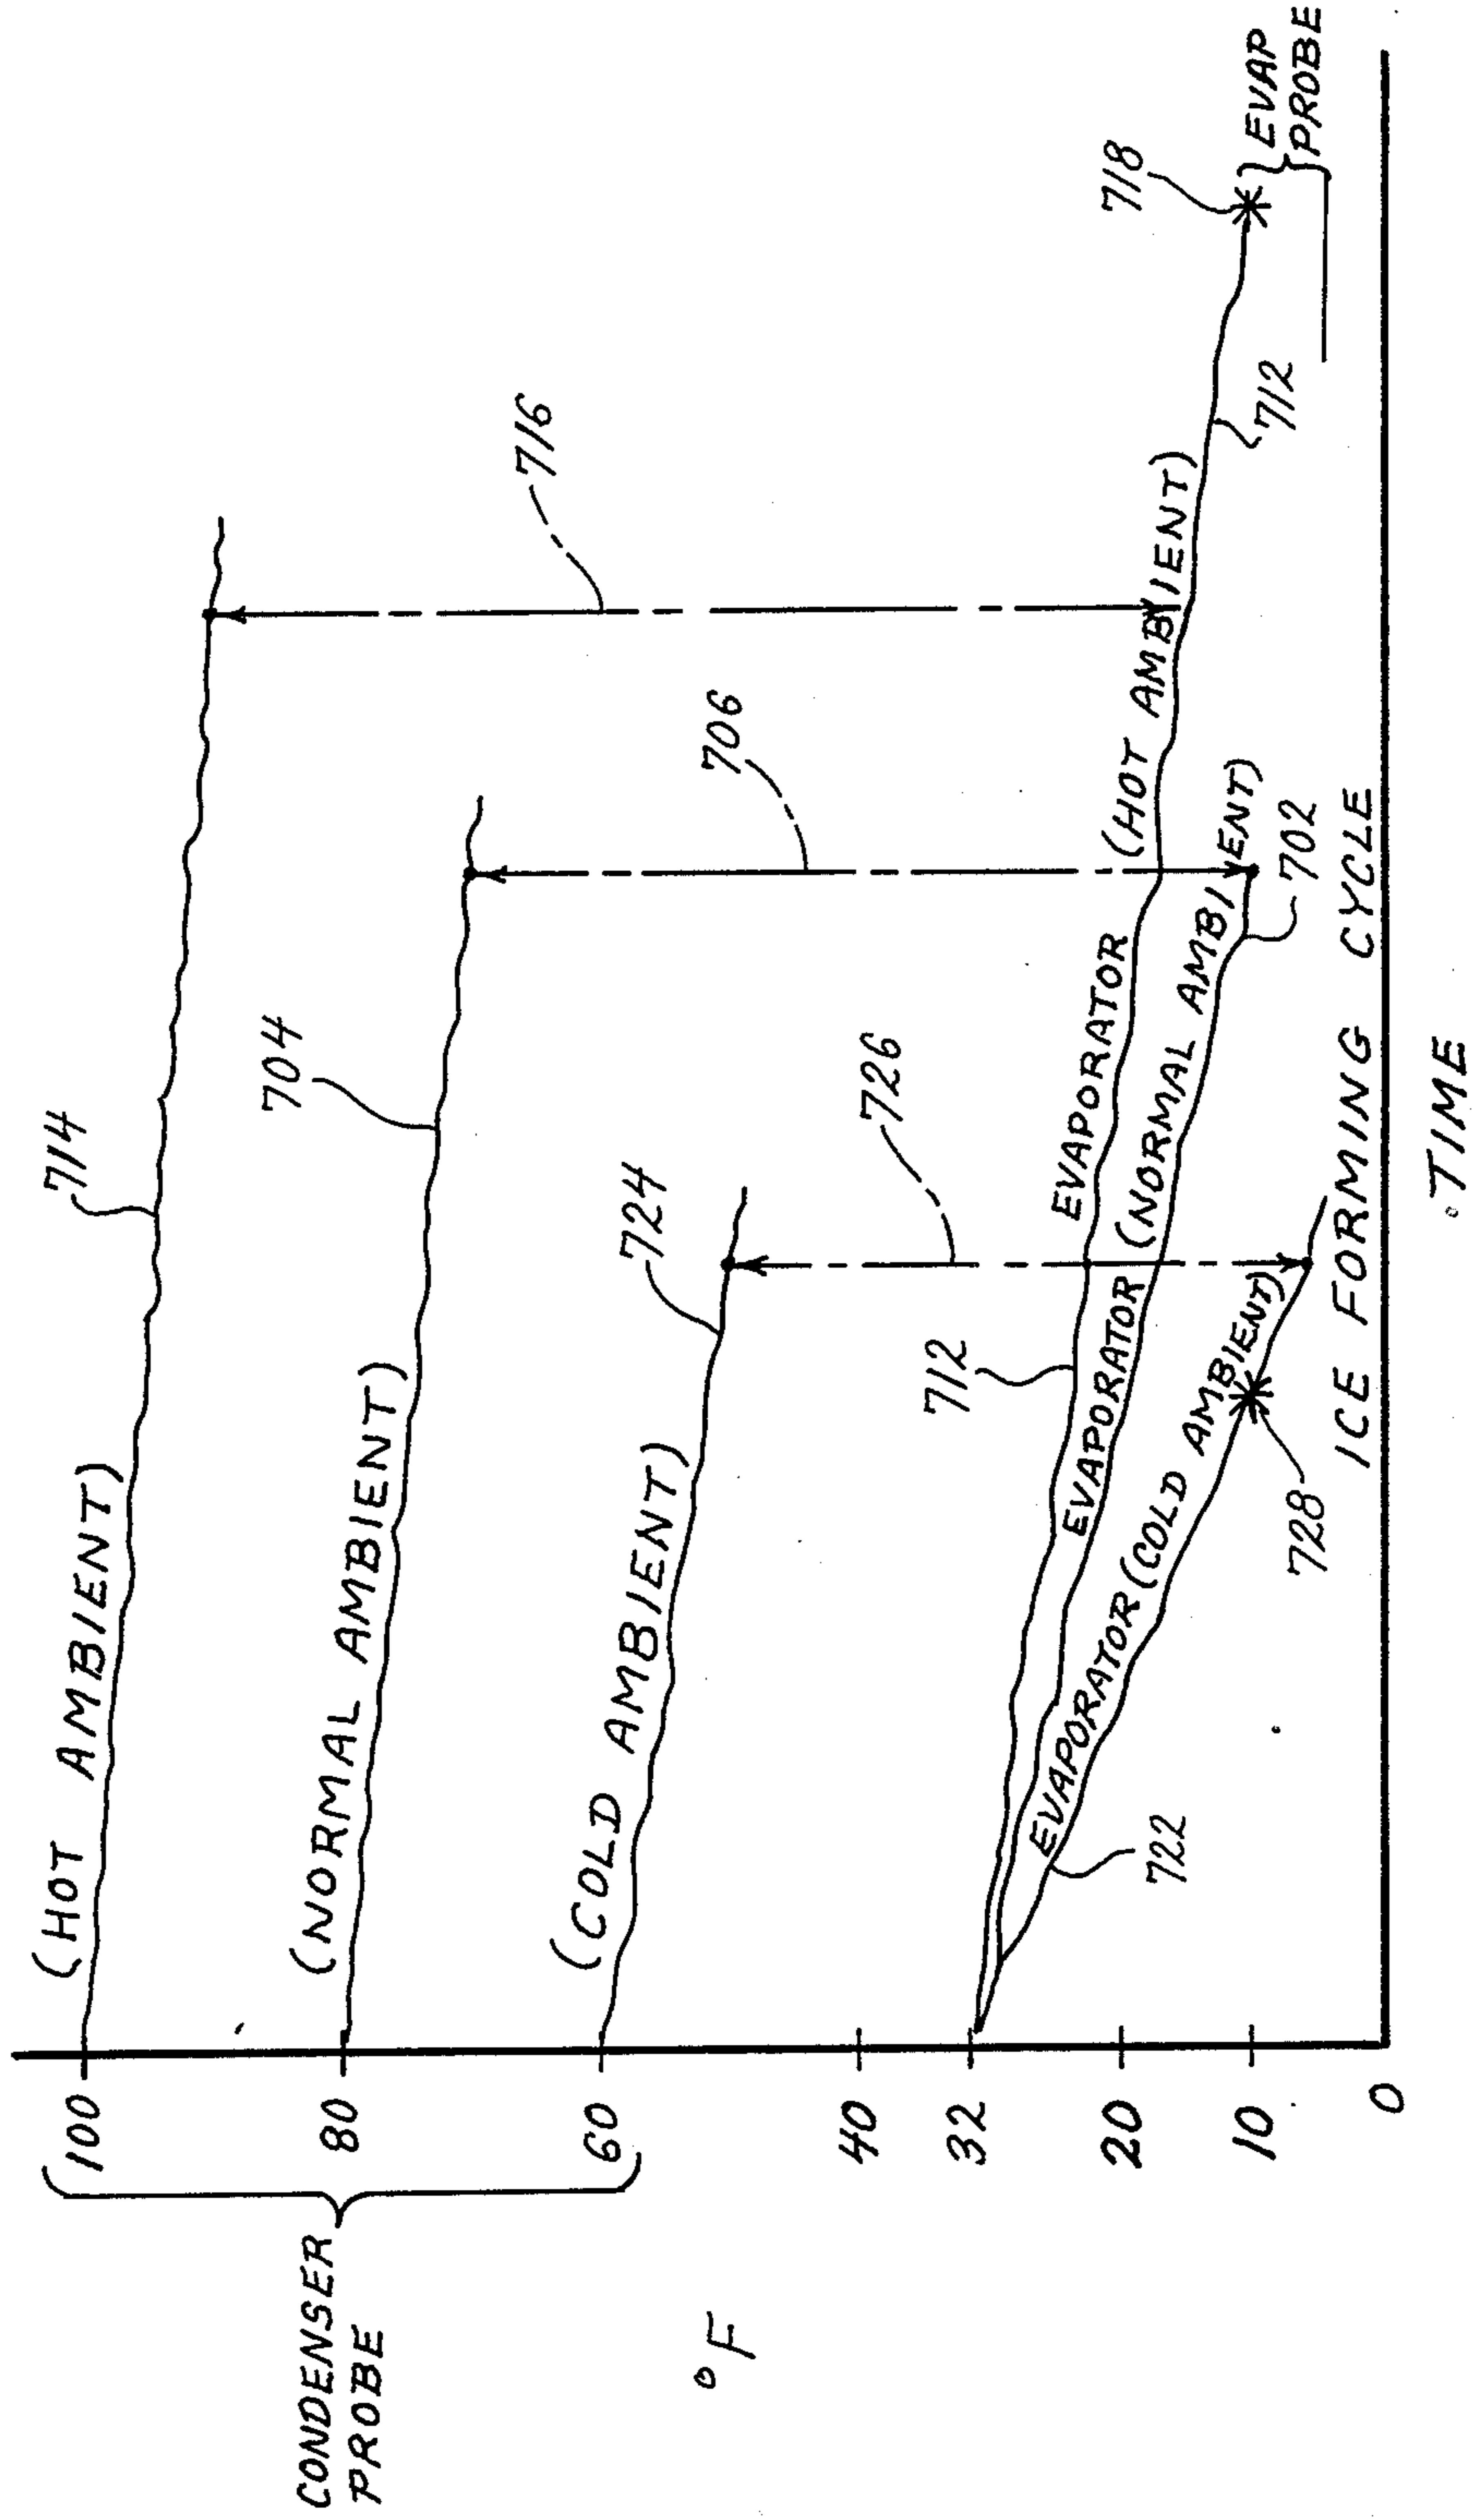 CONDENSER
PROBE
°F
100
80
60
40
32
20
10
0
(HOT AMBIENT)
714
(NORMAL AMBIENT)
704
(COLD AMBIENT)
724
716
706
726
712
EVAPORATOR (HOT AMBIENT)
EVAPORATOR (NORMAL AMBIENT)
EVAPORATOR (COLD AMBIENT)
722
728
702
712
718
EVAP
PROBE
ICE FORMING CYCLE
TIME